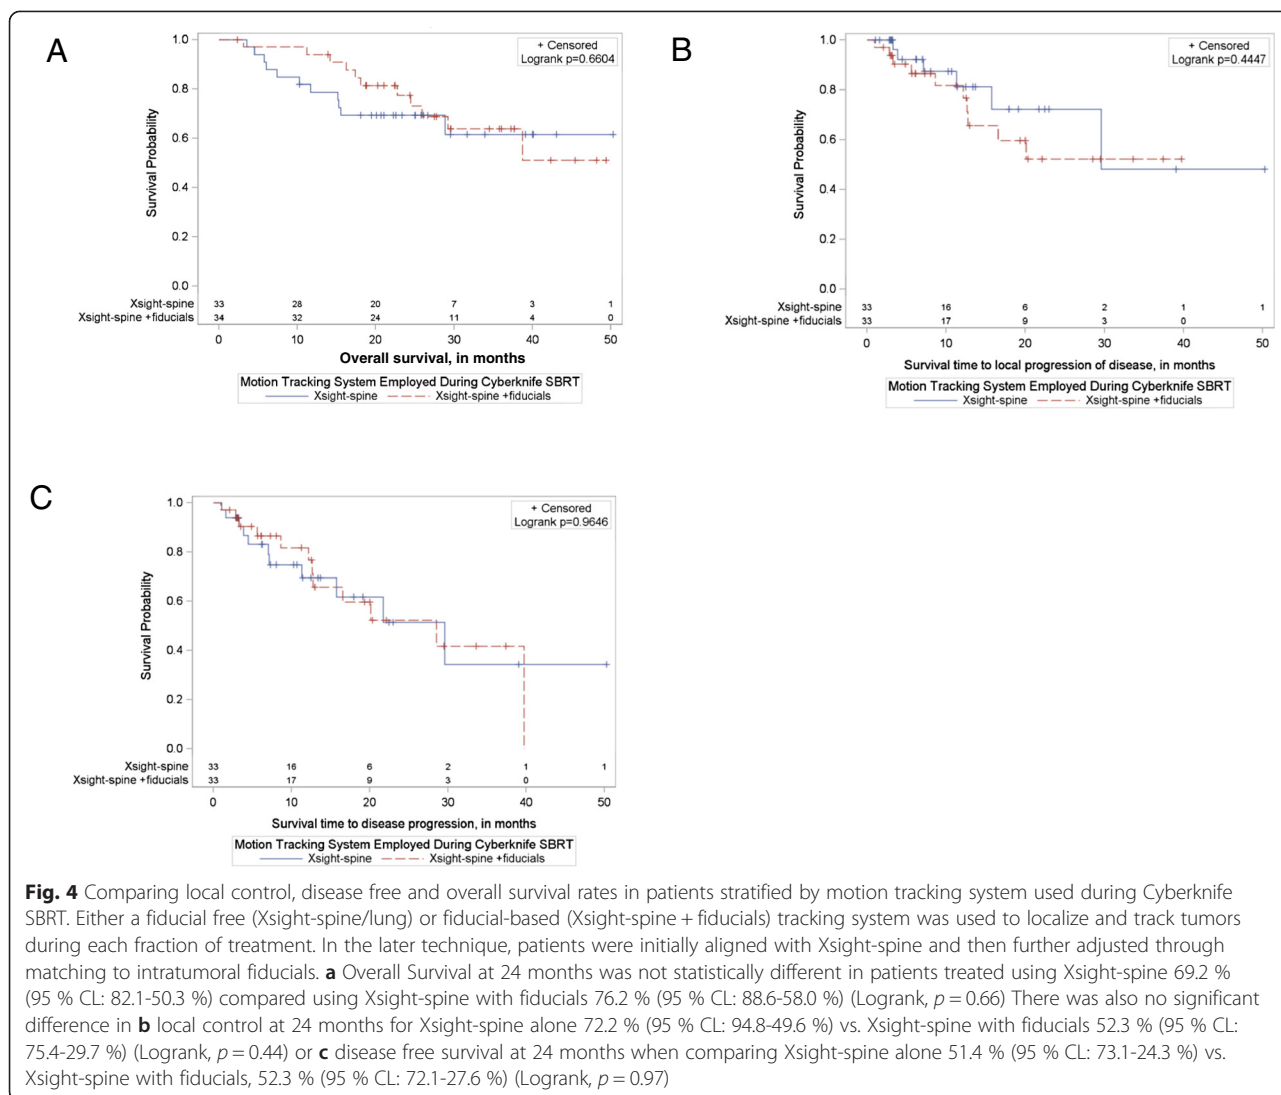 A
1.0
0.8
0.6
0.4
0.2
0.0
Survival Probability
+ Censored
Logrank p=0.6604
Xsight-spine 33 28 20 7 3 1
Xsight-spine +fiducials 34 32 24 11 4 0
0 10 20 30 40 50
Overall survival, in months
Motion Tracking System Employed During Cyberknife SBRT
Xsight-spine Xsight-spine +fiducials
B
1.0
0.8
0.6
0.4
0.2
0.0
Survival Probability
+ Censored
Logrank p=0.4447
Xsight-spine 33 16 6 2 1 1
Xsight-spine +fiducials 33 17 9 3 0
0 10 20 30 40 50
Survival time to local progression of disease, in months
Motion Tracking System Employed During Cyberknife SBRT
Xsight-spine Xsight-spine +fiducials
C
1.0
0.8
0.6
0.4
0.2
0.0
Survival Probability
+ Censored
Logrank p=0.9646
Xsight-spine 33 16 6 2 1 1
Xsight-spine +fiducials 33 17 9 3 0
0 10 20 30 40 50
Survival time to disease progression, in months
Motion Tracking System Employed During Cyberknife SBRT
Xsight-spine Xsight-spine +fiducials
Fig. 4 Comparing local control, disease free and overall survival rates in patients stratified by motion tracking system used during Cyberknife
SBRT. Either a fiducial free (Xsight-spine/lung) or fiducial-based (Xsight-spine + fiducials) tracking system was used to localize and track tumors
during each fraction of treatment. In the later technique, patients were initially aligned with Xsight-spine and then further adjusted through
matching to intratumoral fiducials. a Overall Survival at 24 months was not statistically different in patients treated using Xsight-spine 69.2 %
(95 % CL: 82.1-50.3 %) compared using Xsight-spine with fiducials 76.2 % (95 % CL: 88.6-58.0 %) (Logrank, p = 0.66) There was also no significant
difference in b local control at 24 months for Xsight-spine alone 72.2 % (95 % CL: 94.8-49.6 %) vs. Xsight-spine with fiducials 52.3 % (95 % CL:
75.4-29.7 %) (Logrank, p = 0.44) or c disease free survival at 24 months when comparing Xsight-spine alone 51.4 % (95 % CL: 73.1-24.3 %) vs.
Xsight-spine with fiducials, 52.3 % (95 % CL: 72.1-27.6 %) (Logrank, p = 0.97)